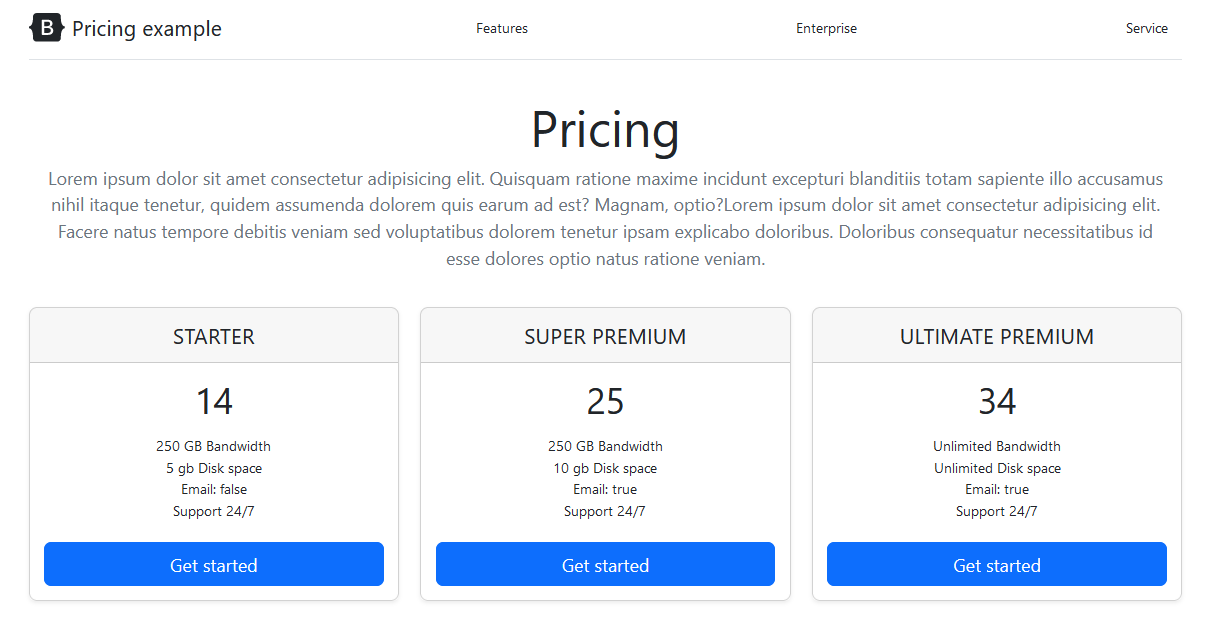 B Pricing example
Features
Enterprise
Service
Pricing
Lorem ipsum dolor sit amet consectetur adipisicing elit. Quisquam ratione maxime incidunt excepturi blanditiis totam sapiente illo accusamus
nihil itaque tenetur, quidem assumenda dolorem quis earum ad est? Magnam, optio?Lorem ipsum dolor sit amet consectetur adipisicing elit.
Facere natus tempore debitis veniam sed voluptatibus dolorem tenetur ipsam explicabo doloribus. Doloribus consequatur necessitatibus id
esse dolores optio natus ratione veniam.
STARTER
14
250 GB Bandwidth
5 gb Disk space
Email: false
Support 24/7
Get started
SUPER PREMIUM
25
250 GB Bandwidth
10 gb Disk space
Email: true
Support 24/7
Get started
ULTIMATE PREMIUM
34
Unlimited Bandwidth
Unlimited Disk space
Email: true
Support 24/7
Get started